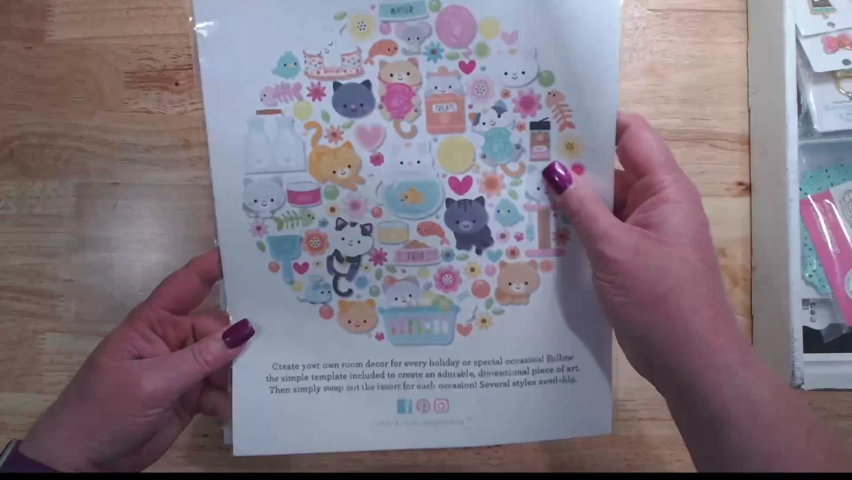 Create your own room decor for every holiday or special occasion! Follow
the simple template included to create an adorable, dimensional piece of art.
Then simply swap out the insert for each occasion! Several styles available.